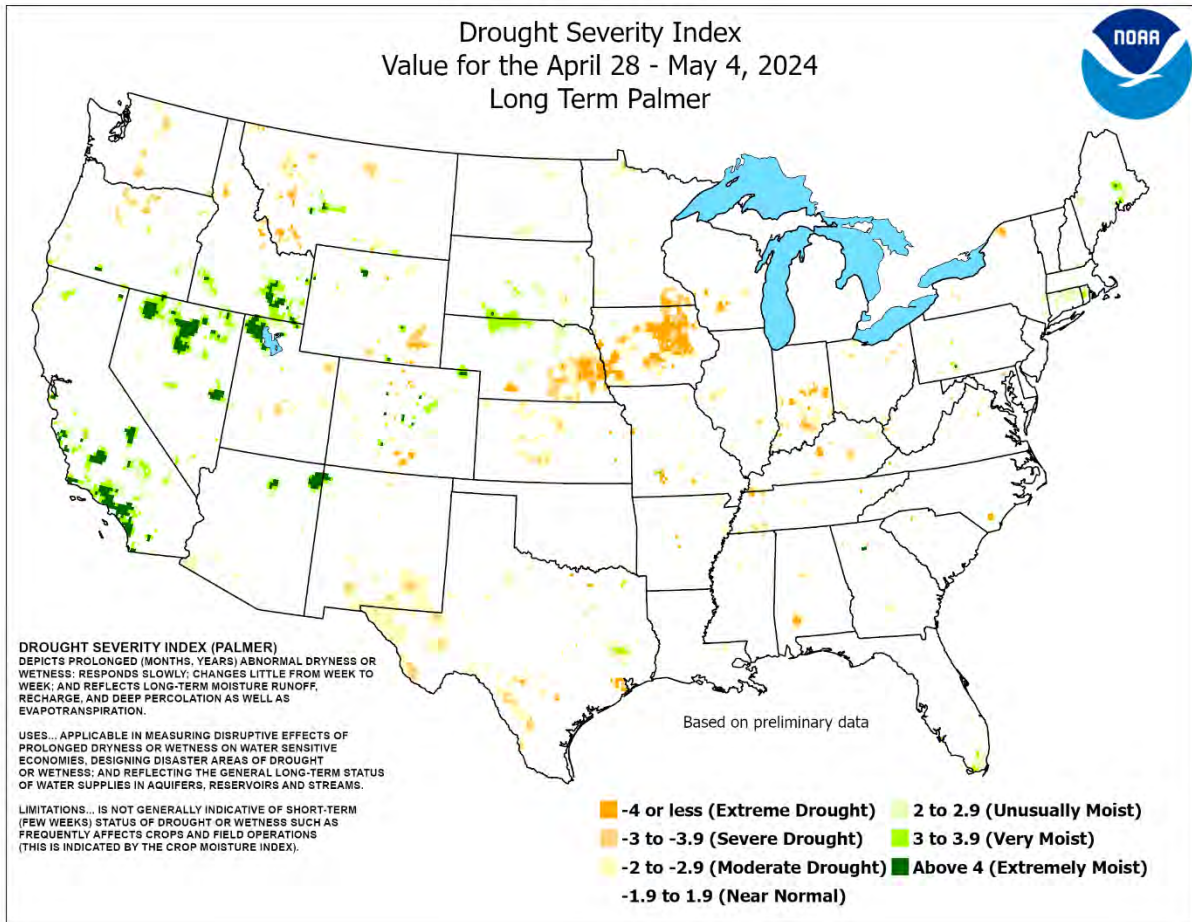 Drought Severity Index
Value for the April 28 - May 4, 2024
Long Term Palmer
NOAA
DROUGHT SEVERITY INDEX (PALMER)
DEPICTS PROLONGED (MONTHS, YEARS) ABNORMAL DRYNESS OR
WETNESS: RESPONDS SLOWLY; CHANGES LITTLE FROM WEEK TO
WEEK; AND REFLECTS LONG-TERM MOISTURE RUNOFF,
RECHARGE, AND DEEP PERCOLATION AS WELL AS
EVAPOTRANSPIRATION.
USES... APPLICABLE IN MEASURING DISRUPTIVE EFFECTS OF
PROLONGED DRYNESS OR WETNESS ON WATER SENSITIVE
ECONOMIES, DESIGNING DISASTER AREAS OF DROUGHT
OR WETNESS; AND REFLECTING THE GENERAL LONG-TERM STATUS
OF WATER SUPPLIES IN AQUIFERS, RESERVOIRS AND STREAMS.
LIMITATIONS... IS NOT GENERALLY INDICATIVE OF SHORT-TERM
(FEW WEEKS) STATUS OF DROUGHT OR WETNESS SUCH AS
FREQUENTLY AFFECTS CROPS AND FIELD OPERATIONS
(THIS IS INDICATED BY THE CROP MOISTURE INDEX).
Based on preliminary data
-4 or less (Extreme Drought)
-3 to -3.9 (Severe Drought)
-2 to -2.9 (Moderate Drought)
-1.9 to 1.9 (Near Normal)
2 to 2.9 (Unusually Moist)
3 to 3.9 (Very Moist)
Above 4 (Extremely Moist)